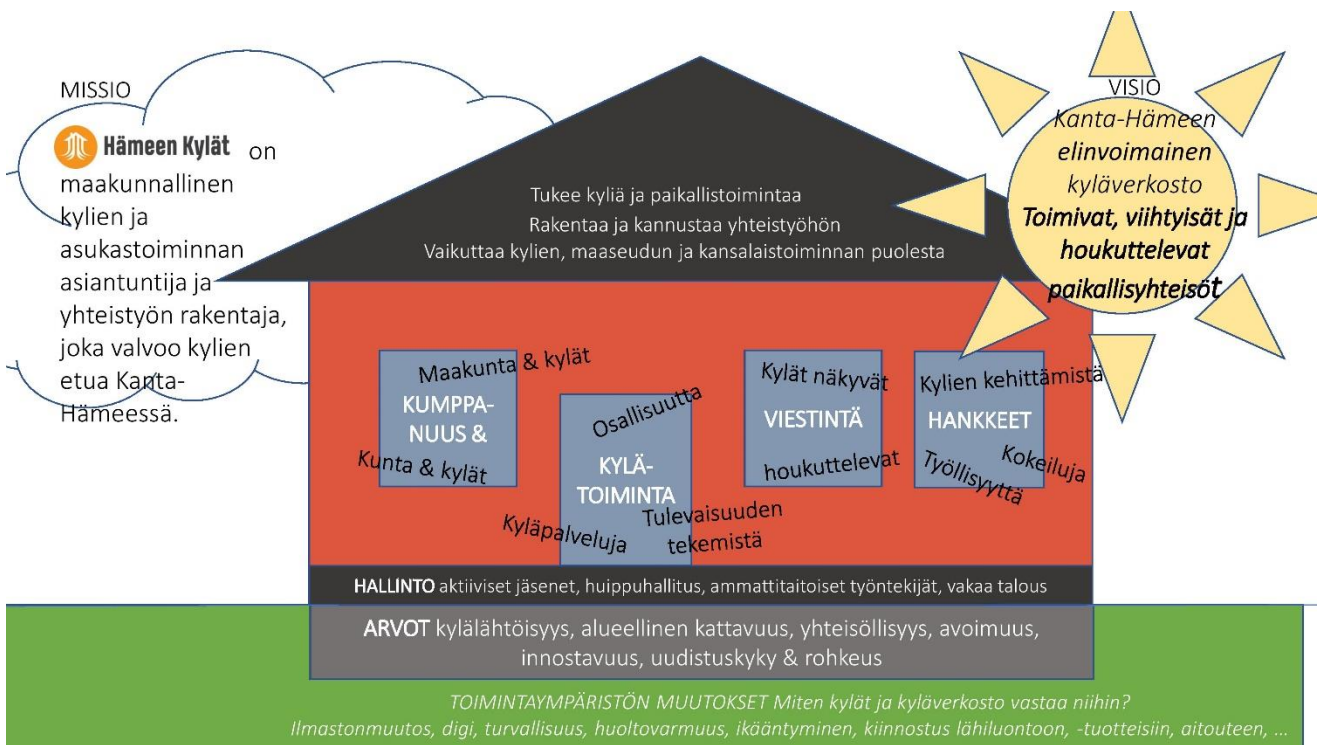 MISSIO
Hämeen Kylät on
maakunnallinen
kylien ja
asukastoiminnan
asiantuntija ja
yhteistyön rakentaja,
joka valvoo kylien
etua Kanta-
Hämeessä.
Tukee kyliä ja paikallistoimintaa
Rakentaa ja kannustaa yhteistyöhön
Vaikuttaa kylien, maaseudun ja kansalaistoiminnan puolesta
VISIO
Kanta-Hämeen
elinvoimainen
kyläverkosto
Toimivat, viihtyisät ja
houkuttelevat
paikallisyhteisöt
Maakunta & kylät
KUMPPA-
NUUS &
Kunta & kylät
Osallisuutta
KYLÄ-
TOIMINTA
Kyläpalveluja
Tulevaisuuden
tekemistä
Kylät näkyvät
VIESTINTÄ
houkuttelevat
Kylien kehittämistä
HANKKEET
Kokeiluja
Työllisyyttä
HALLINTO aktiiviset jäsenet, huippuhallitus, ammattitaitoiset työntekijät, vakaa talous
ARVOT kylälähtöisyys, alueellinen kattavuus, yhteisöllisyys, avoimuus,
innostavuus, uudistuskyky & rohkeus
TOIMINTAYMPÄRISTÖN MUUTOKSET Miten kylät ja kyläverkosto vastaa niihin?
Ilmastonmuutos, digi, turvallisuus, huoltovarmuus, ikääntyminen, kiinnostus lähiluontoon, -tuotteisiin, aitouteen, ...